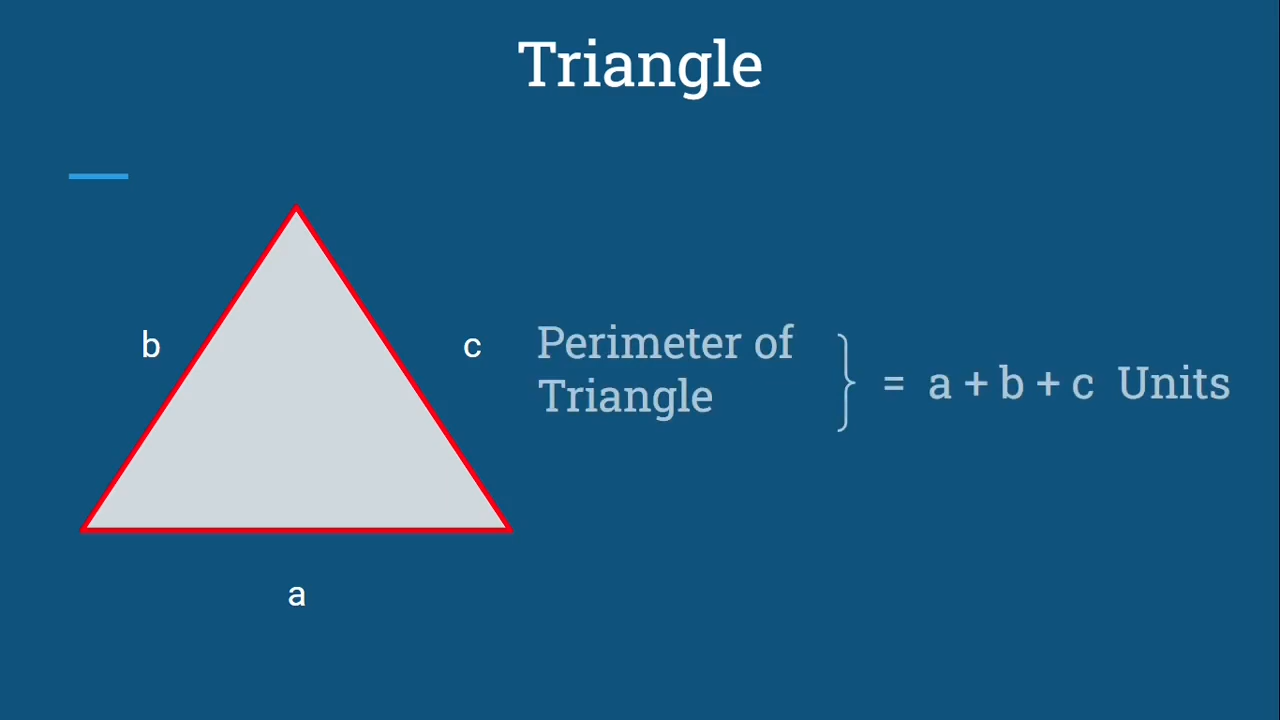 Triangle
b
c
Perimeter of
Triangle
= a + b + c Units
a